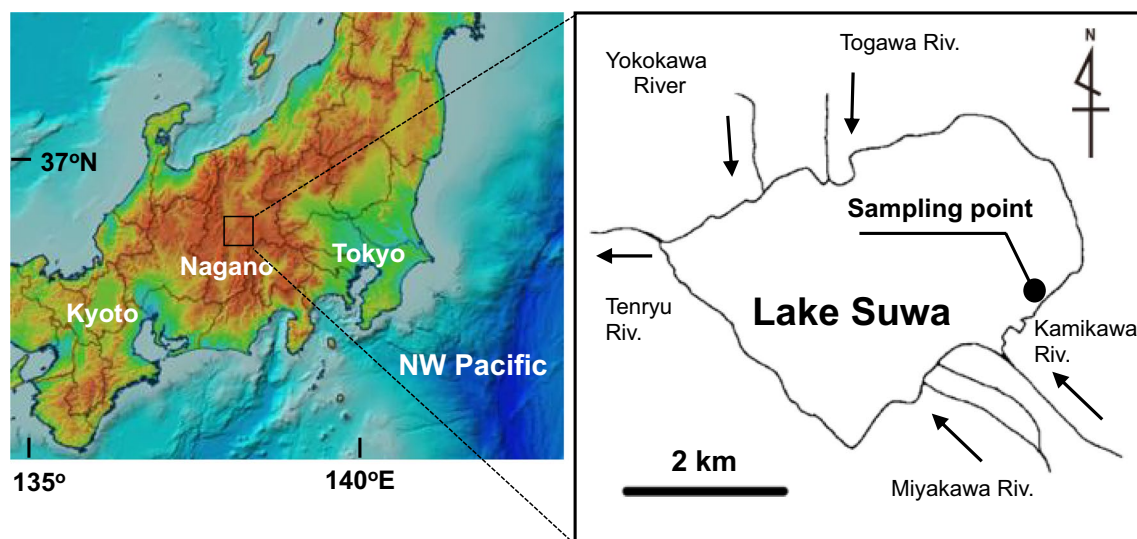 37°N
Nagano
Tokyo
Kyoto
NW Pacific
135°
140°E
Yokokawa
River
Togawa Riv.
N
Sampling point
Tenryu
Riv.
Lake Suwa
Kamikawa
Riv.
2 km
Miyakawa Riv.